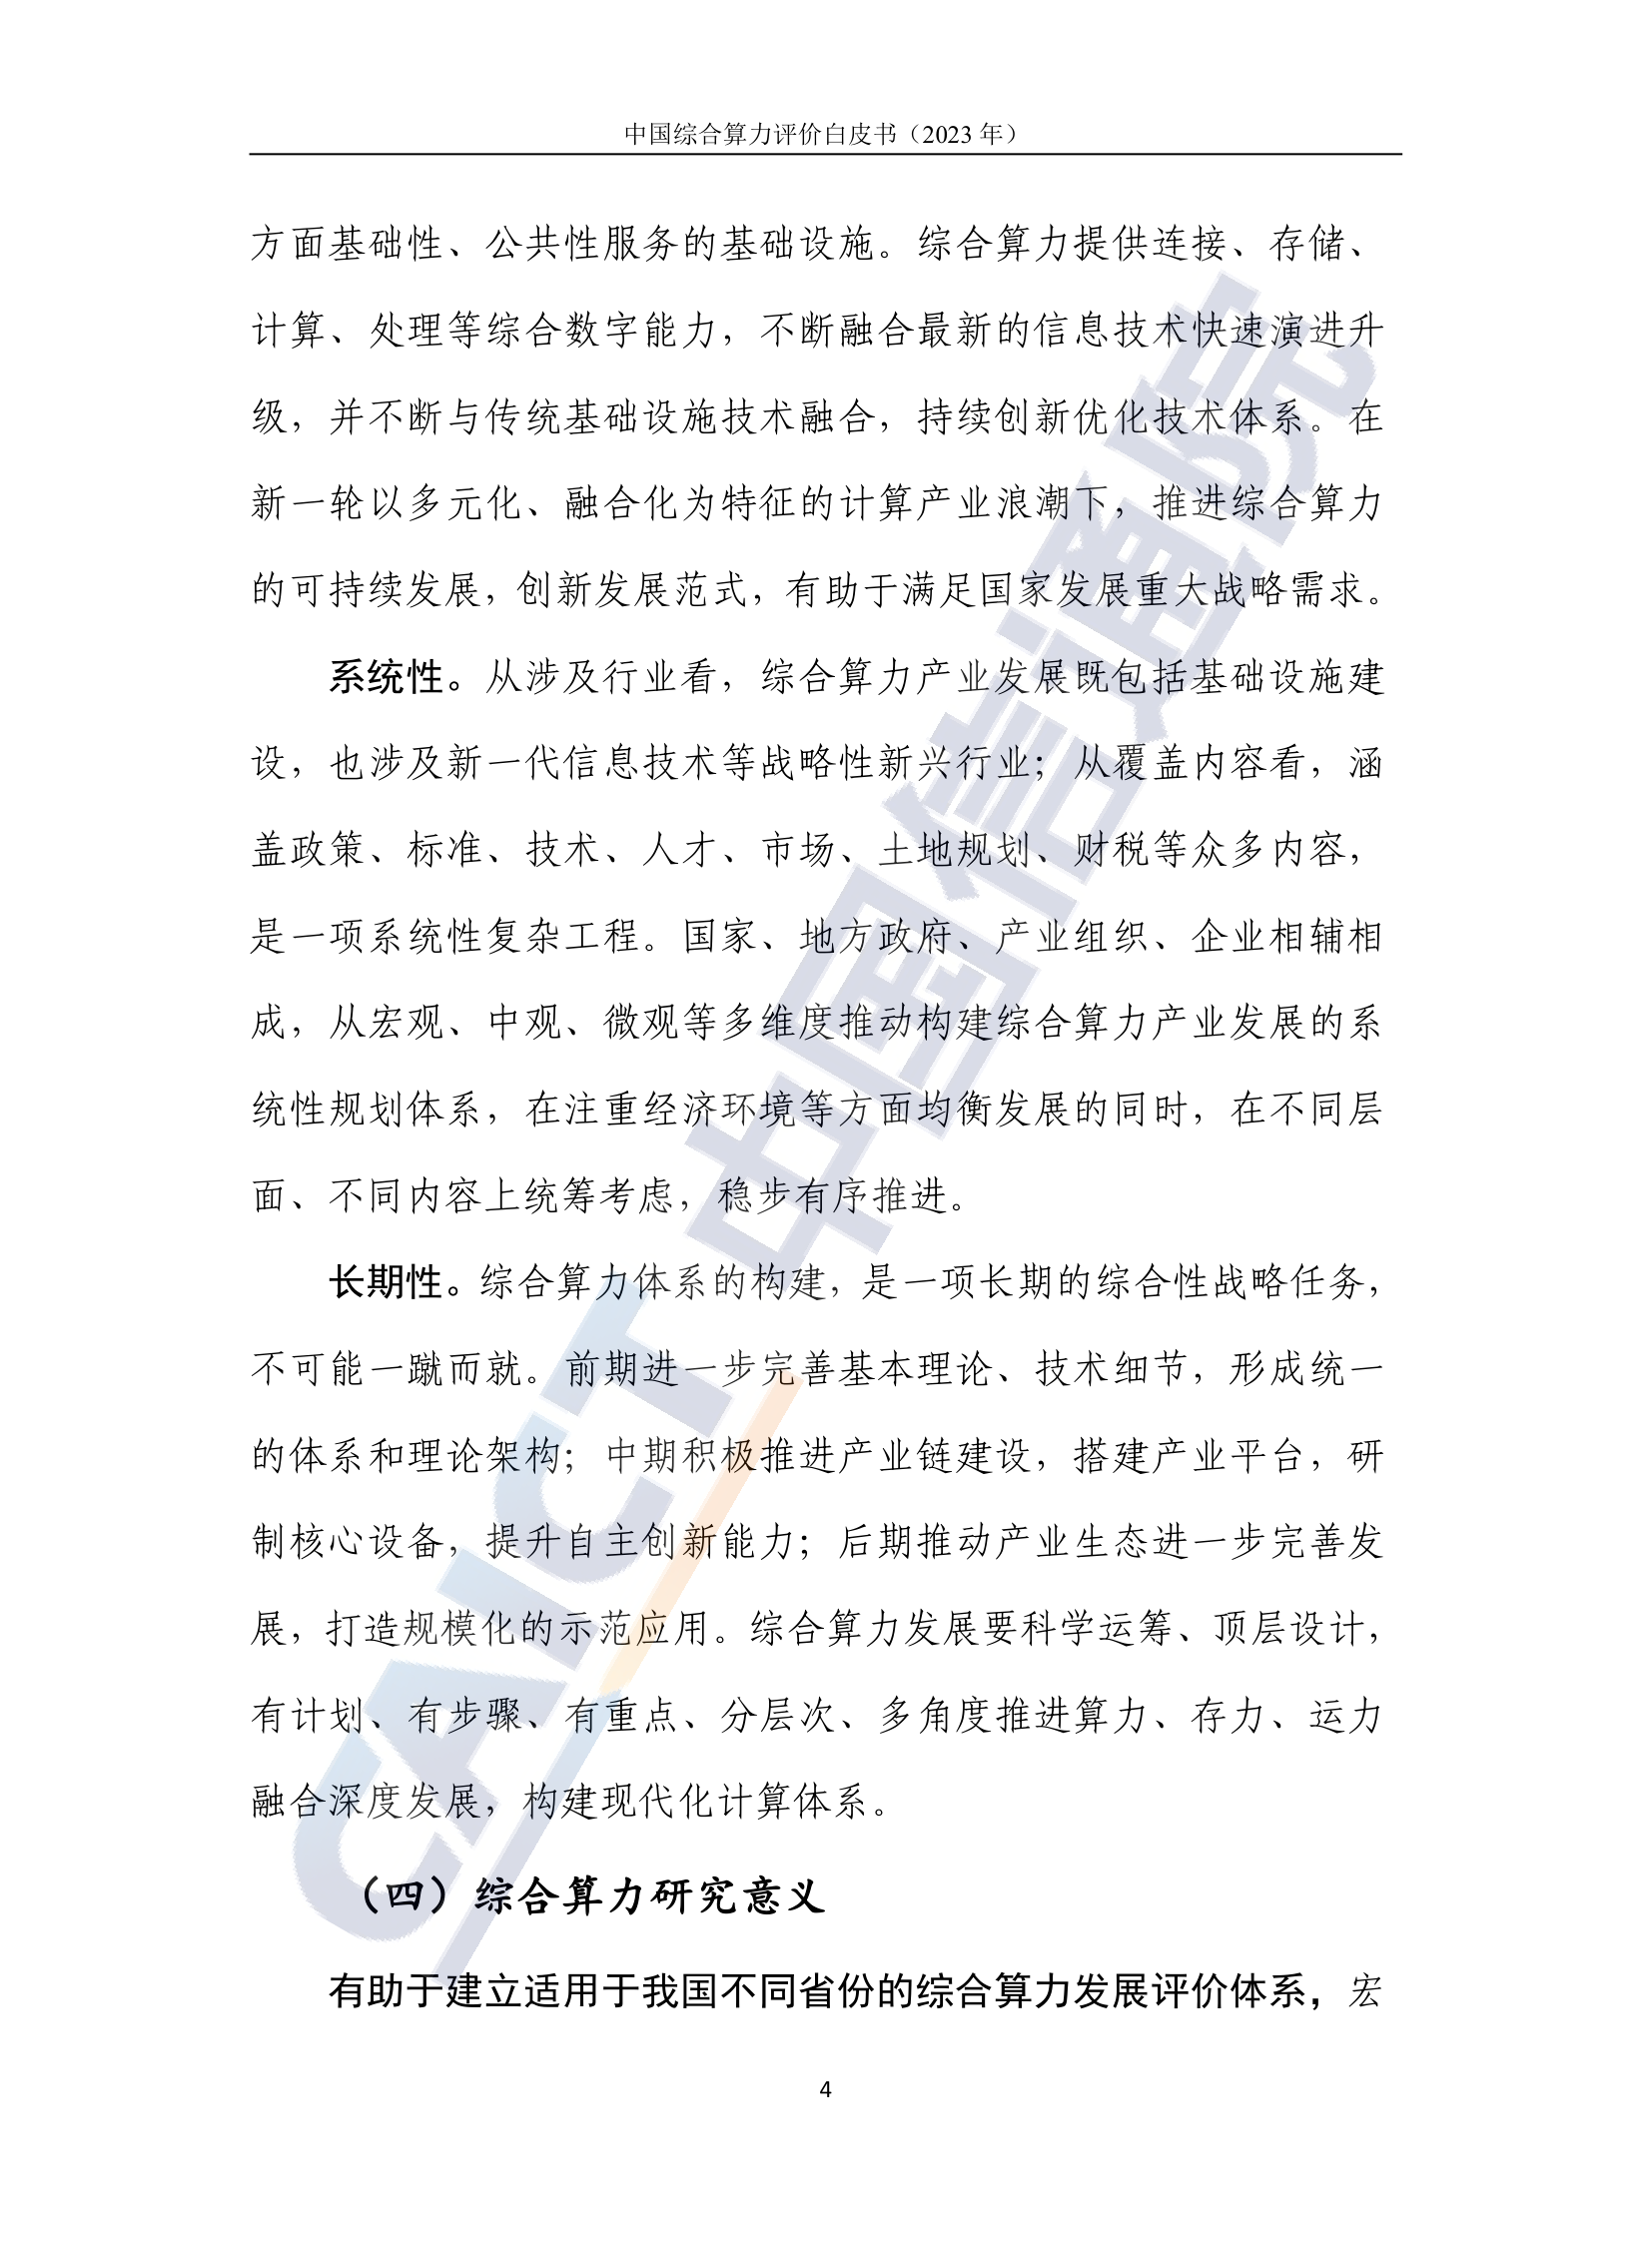 中国综合算力评价白皮书（2023 年）
方面基础性、公共性服务的基础设施。综合算力提供连接、存储、
计算、处理等综合数字能力，不断融合最新的信息技术快速演进升
级，并不断与传统基础设施技术融合，持续创新优化技术体系。在
新一轮以多元化、融合化为特征的计算产业浪潮下，推进综合算力
的可持续发展，创新发展范式，有助于满足国家发展重大战略需求。
系统性。从涉及行业看，综合算力产业发展既包括基础设施建
设，也涉及新一代信息技术等战略性新兴行业；从覆盖内容看，涵
盖政策、标准、技术、人才、市场、土地规划、财税等众多内容，
是一项系统性复杂工程。国家、地方政府、产业组织、企业相辅相
成，从宏观、中观、微观等多维度推动构建综合算力产业发展的系
统性规划体系，在注重经济环境等方面均衡发展的同时，在不同层
面、不同内容上统筹考虑，稳步有序推进。
长期性。综合算力体系的构建，是一项长期的综合性战略任务，
不可能一蹴而就。前期进一步完善基本理论、技术细节，形成统一
的体系和理论架构；中期积极推进产业链建设，搭建产业平台，研
制核心设备，提升自主创新能力；后期推动产业生态进一步完善发
展，打造规模化的示范应用。综合算力发展要科学运筹、顶层设计，
有计划、有步骤、有重点、分层次、多角度推进算力、存力、运力
融合深度发展，构建现代化计算体系。
（四）综合算力研究意义
有助于建立适用于我国不同省份的综合算力发展评价体系，宏
4
CAICT 中国信通院